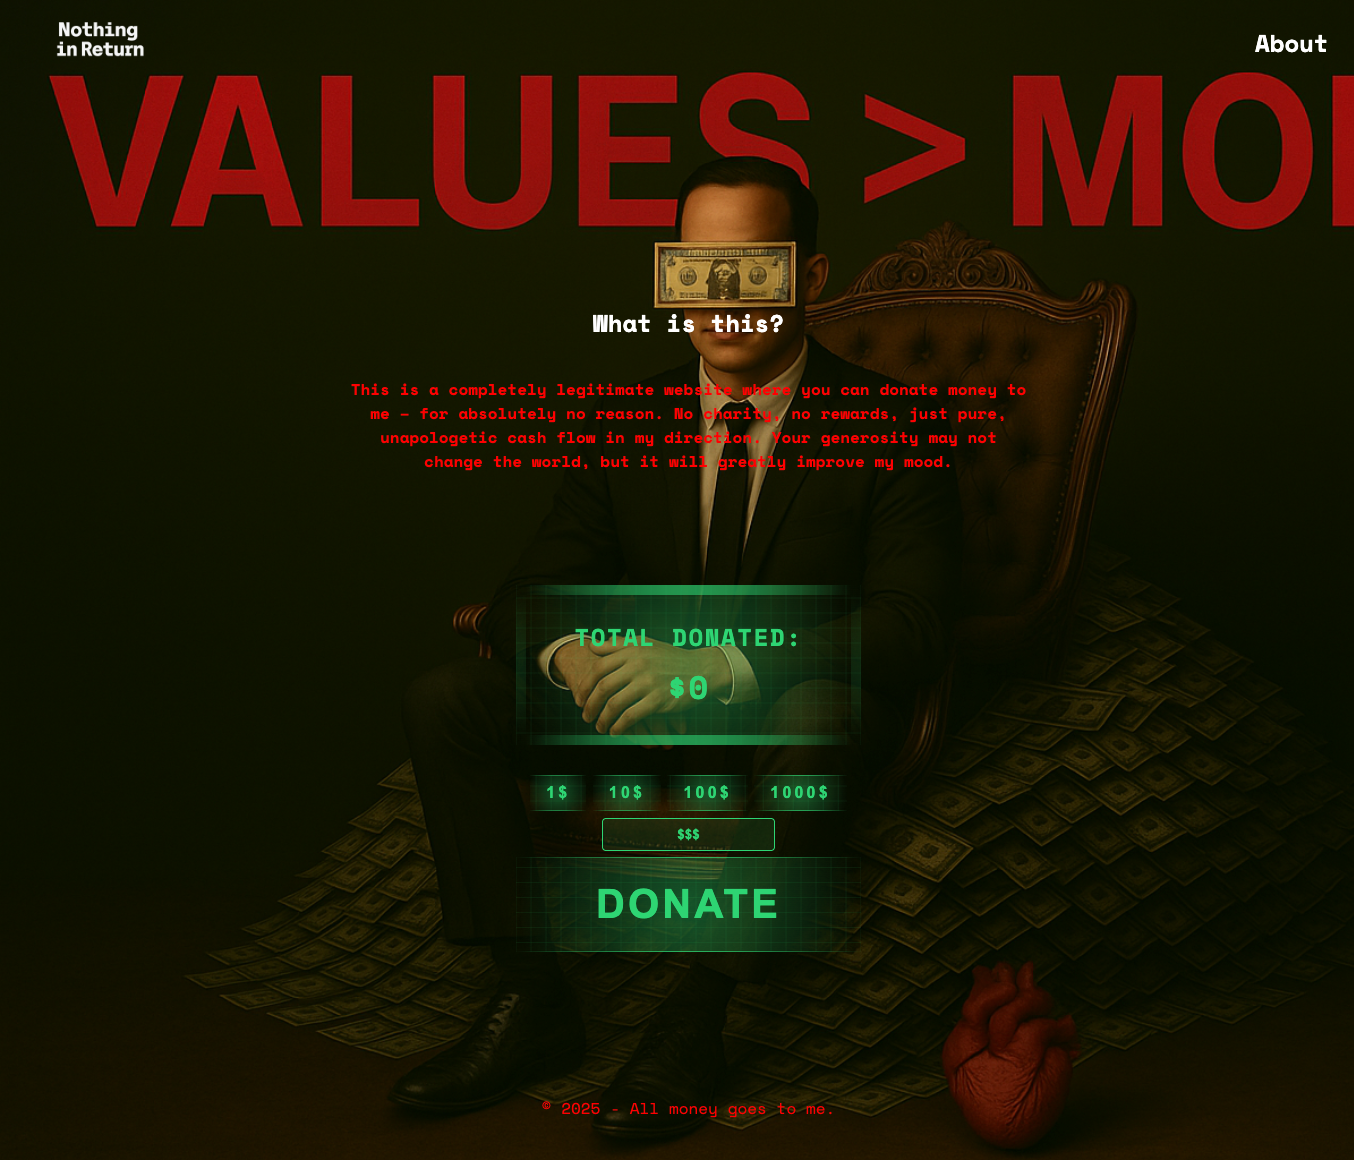 Nothing
in Return
About
VALUES > MO
What is this?
This is a completely legitimate website where you can donate money to
me – for absolutely no reason. No charity, no rewards, just pure,
unapologetic cash flow in my direction. Your generosity may not
change the world, but it will greatly improve my mood.
TOTAL DONATED:
$0
1$ 10$ 100$ 1000$
$$$
DONATE
© 2025 - All money goes to me.